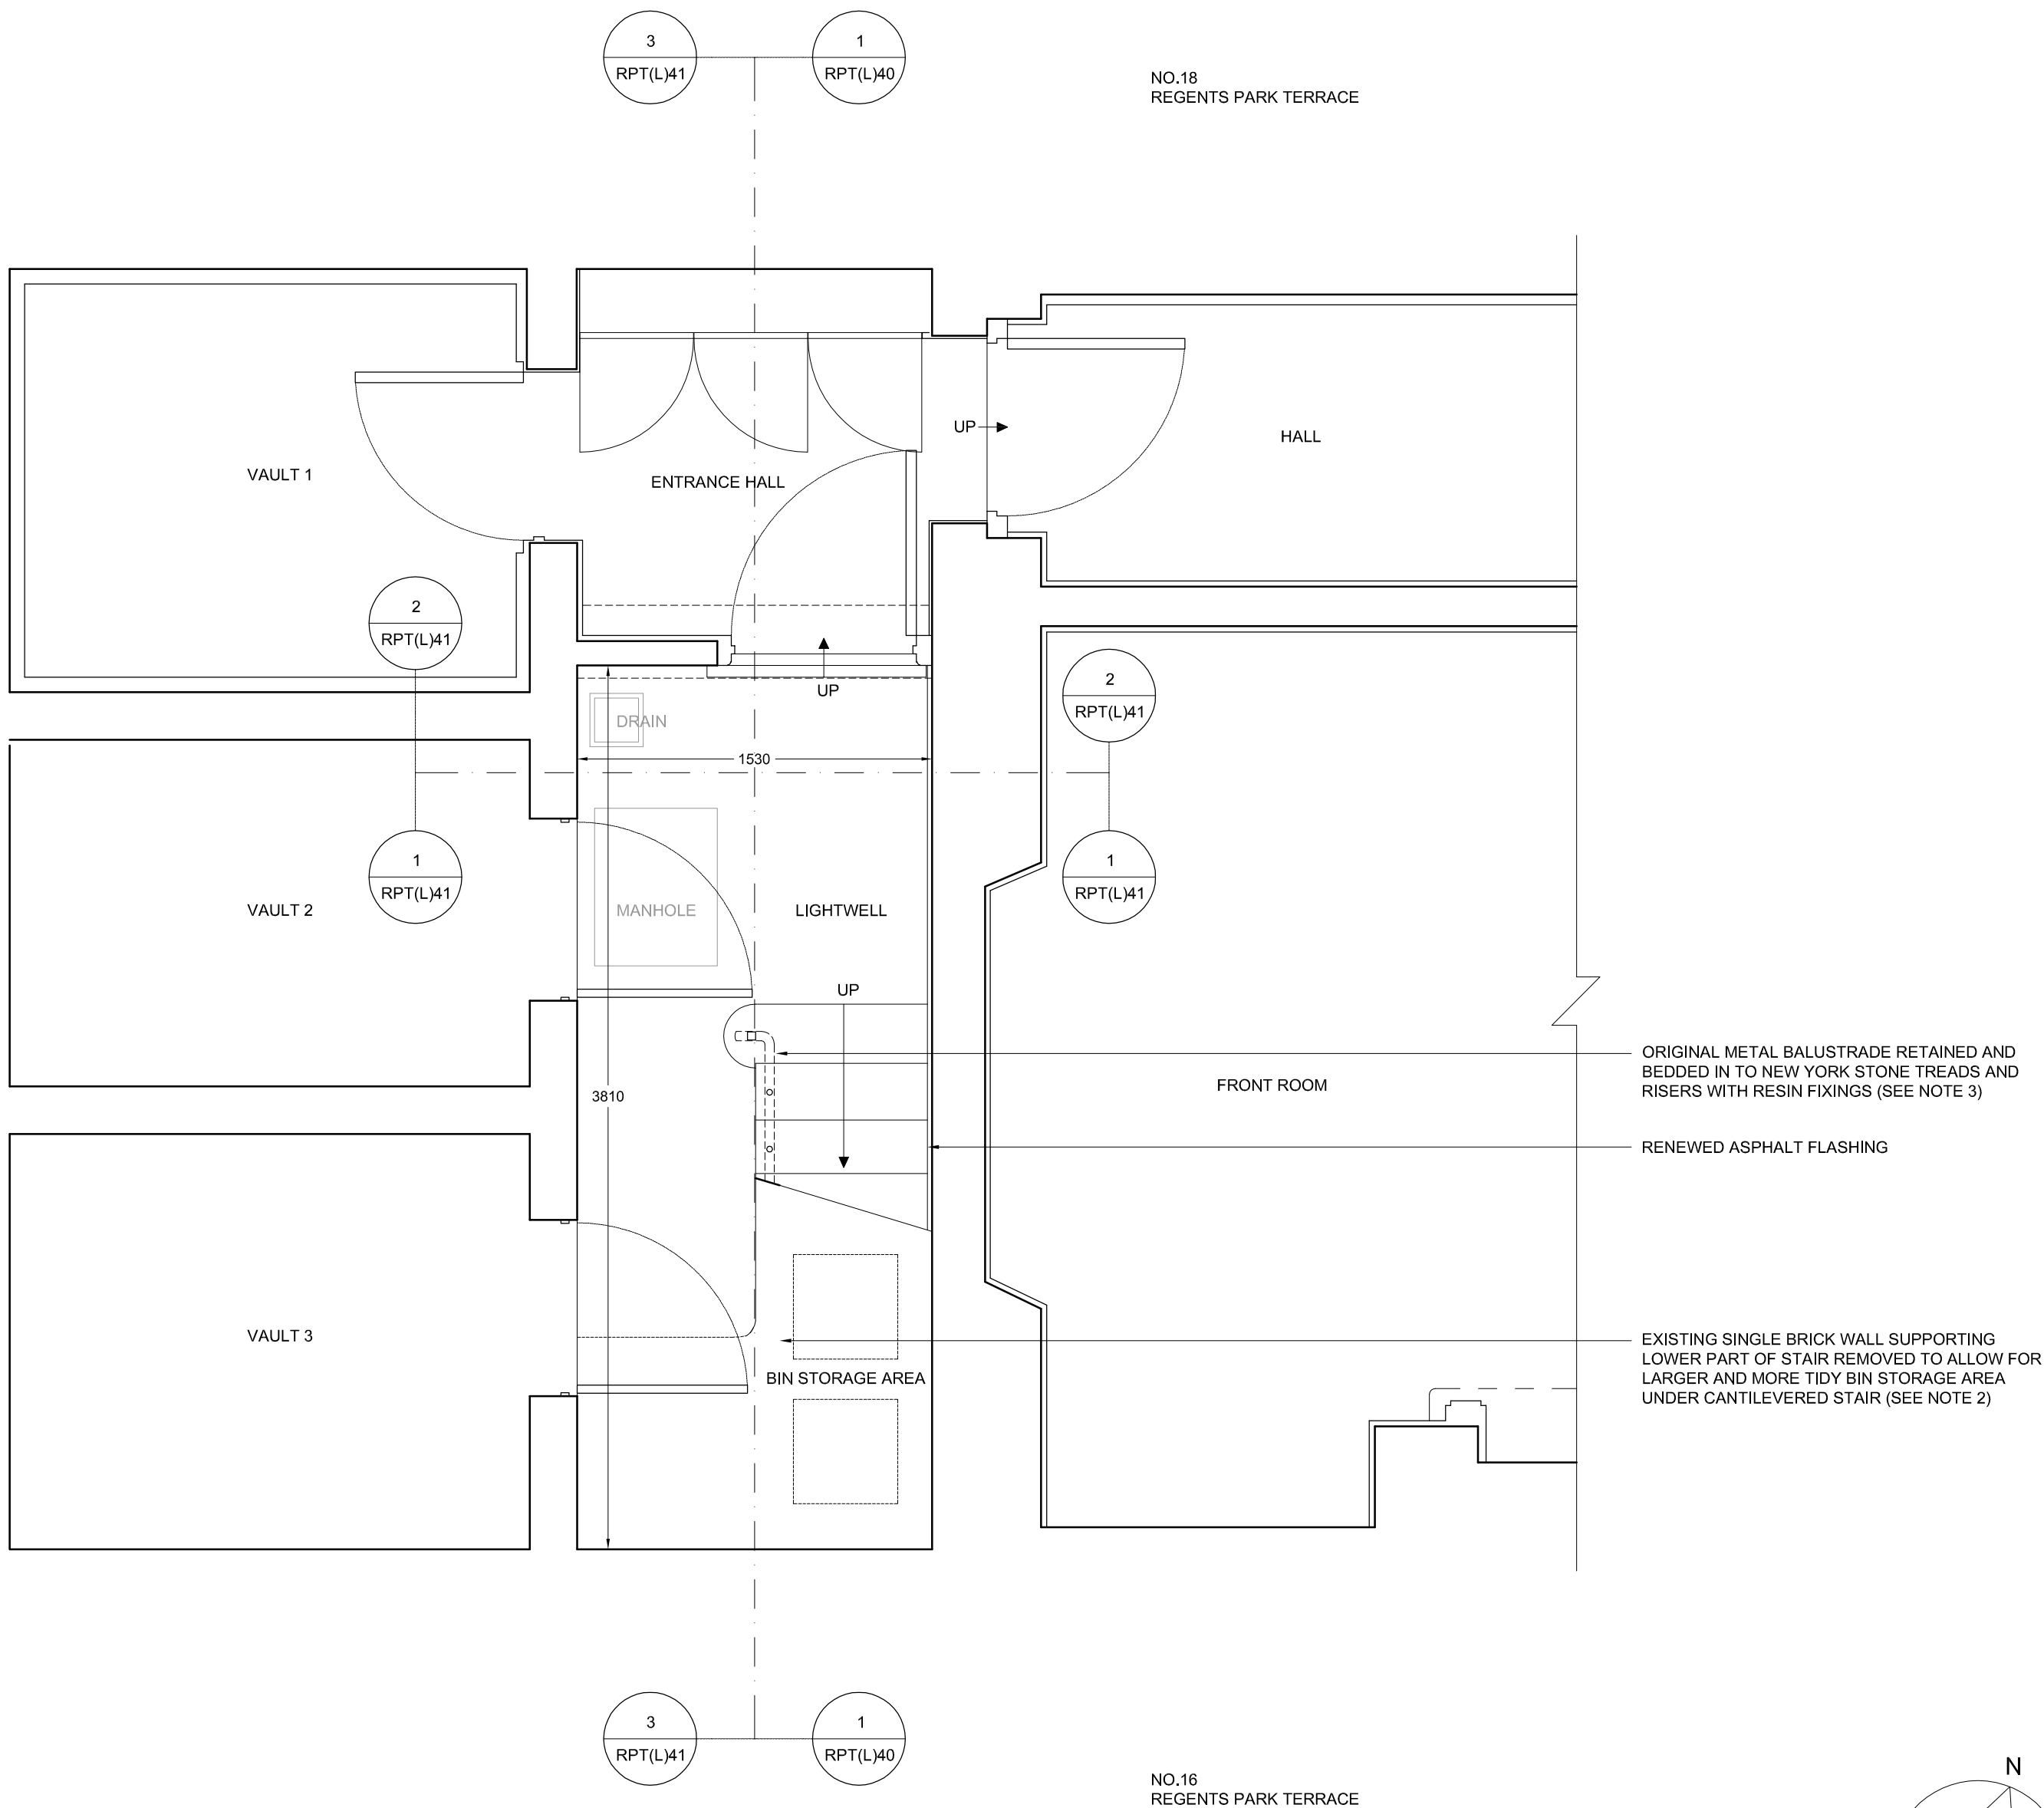 3
RPT(L)41
1
RPT(L)40
NO.18
REGENTS PARK TERRACE
UP
HALL
VAULT 1
ENTRANCE HALL
2
RPT(L)41
UP
2
RPT(L)41
DRAIN
1530
1
RPT(L)41
1
RPT(L)41
VAULT 2
MANHOLE
LIGHTWELL
UP
ORIGINAL METAL BALUSTRADE RETAINED AND
BEDDED IN TO NEW YORK STONE TREADS AND
RISERS WITH RESIN FIXINGS (SEE NOTE 3)
FRONT ROOM
3810
RENEWED ASPHALT FLASHING
VAULT 3
EXISTING SINGLE BRICK WALL SUPPORTING
LOWER PART OF STAIR REMOVED TO ALLOW FOR
LARGER AND MORE TIDY BIN STORAGE AREA
UNDER CANTILEVERED STAIR (SEE NOTE 2)
BIN STORAGE AREA
3
RPT(L)41
1
RPT(L)40
N
NO.16
REGENTS PARK TERRACE